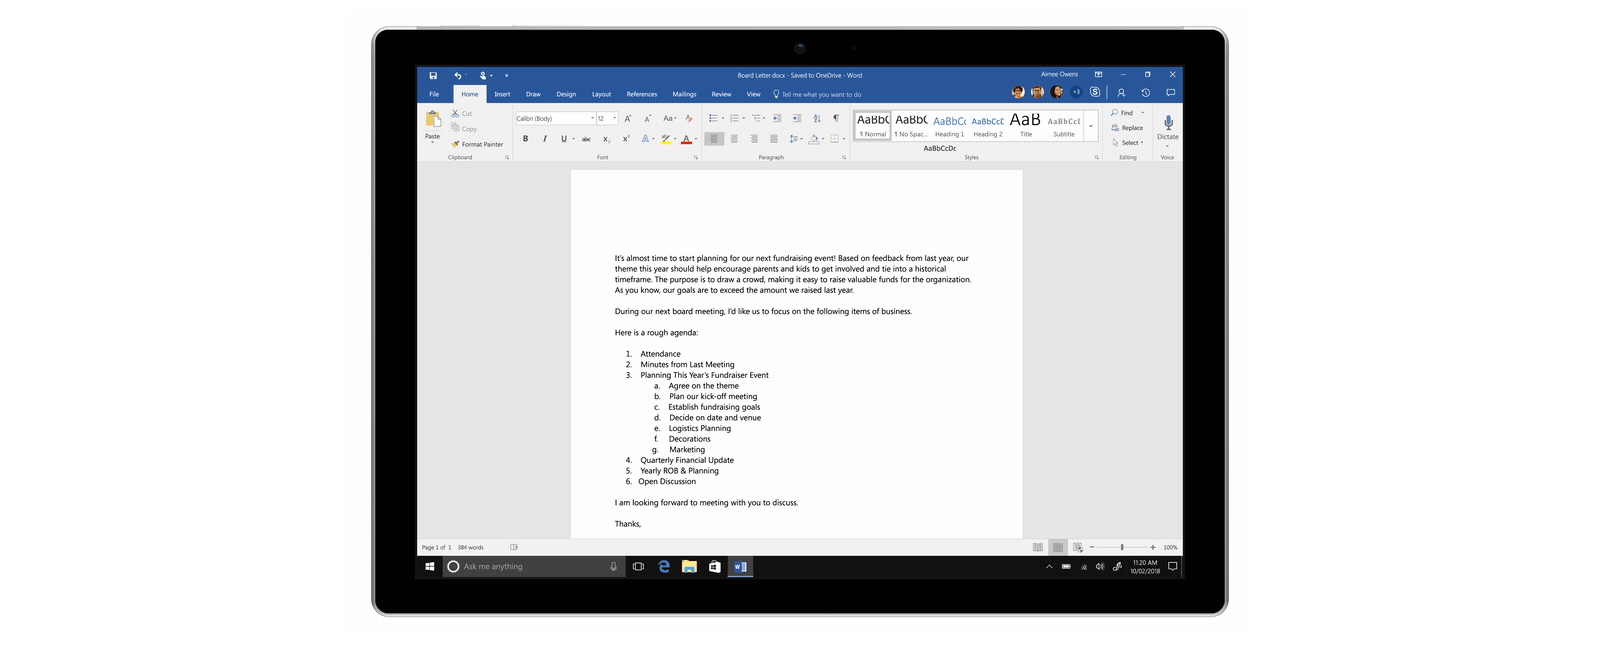 Board Letter.docx - Saved to OneDrive - Word
Aimee Owens
File Home Insert Draw Design Layout References Mailings Review View Tell me what you want to do
+3
Paste
Cut
Copy
Format Painter
Clipboard
Calibri (Body) 12
Font
Paragraph
AaBbC AaBbC AaBbC AaBbCcC AaB AaBbCcI
¶ Normal ¶ No Spac... Heading 1 Heading 2 Title Subtitle
AaBbCcDc
Styles
Find
Replace
Select
Editing
Dictate
Voice
It's almost time to start planning for our next fundraising event! Based on feedback from last year, our
theme this year should help encourage parents and kids to get involved and tie into a historical
timeframe. The purpose is to draw a crowd, making it easy to raise valuable funds for the organization.
As you know, our goals are to exceed the amount we raised last year.
During our next board meeting, I'd like us to focus on the following items of business.
Here is a rough agenda:
1. Attendance
2. Minutes from Last Meeting
3. Planning This Year's Fundraiser Event
a. Agree on the theme
b. Plan our kick-off meeting
c. Establish fundraising goals
d. Decide on date and venue
e. Logistics Planning
f. Decorations
g. Marketing
4. Quarterly Financial Update
5. Yearly ROB & Planning
6. Open Discussion
I am looking forward to meeting with you to discuss.
Thanks,
Page 1 of 1 384 words
100%
Ask me anything
11:20 AM
10/02/2018